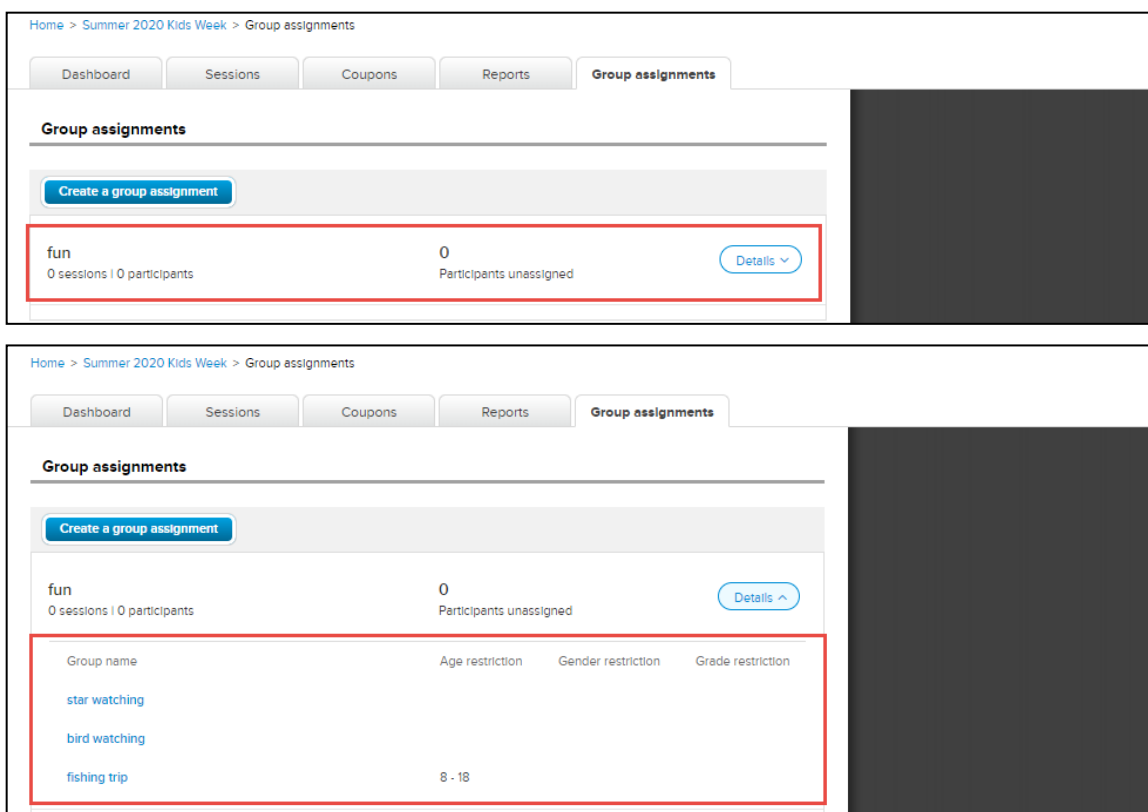 Home > Summer 2020 Kids Week > Group assignments
Dashboard Sessions Coupons Reports Group assignments
Group assignments
Create a group assignment
fun 0 Details
0 sessions | 0 participants Participants unassigned
Home > Summer 2020 Kids Week > Group assignments
Dashboard Sessions Coupons Reports Group assignments
Group assignments
Create a group assignment
fun 0 Details
0 sessions | 0 participants Participants unassigned
Group name Age restriction Gender restriction Grade restriction
star watching
bird watching
fishing trip 8 - 18